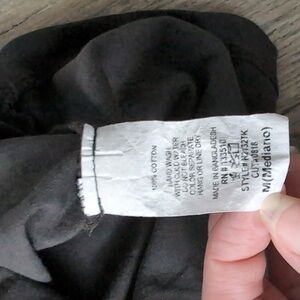 100% COTTON
HAND WASH
WITH COLD WATER
DO NOT BLEACH
COLOR SEPARATE
HANG OR LINE DRY
MADE IN BANGLADESH
RN #
STYLE #
CUT #
M(Mediano)